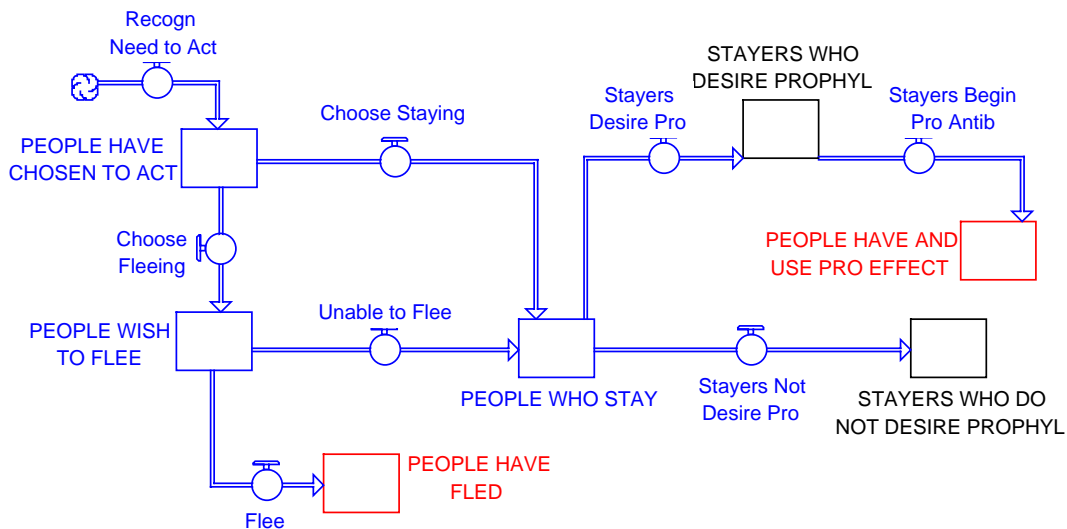 Recogn
Need to Act
STAYERS WHO
DESIRE PROPHYL
Stayers
Desire Pro
Stayers Begin
Pro Antib
Choose Staying
PEOPLE HAVE
CHOSEN TO ACT
Choose
Fleeing
PEOPLE HAVE AND
USE PRO EFFECT
PEOPLE WISH
TO FLEE
Unable to Flee
PEOPLE WHO STAY
Stayers Not
Desire Pro
STAYERS WHO DO
NOT DESIRE PROPHYL
PEOPLE HAVE
FLED
Flee